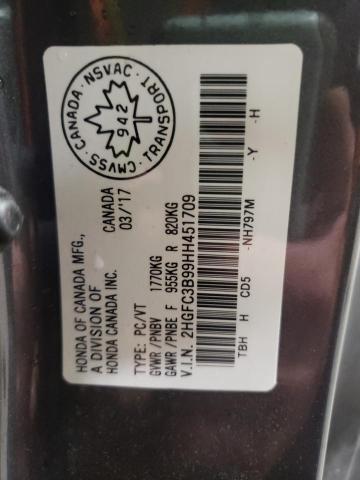 HONDA OF CANADA MFG.,
A DIVISION OF
HONDA CANADA INC.
CANADA
03/'17
CANADA · NSVAC · TRANSPORT · CMVSS ·
942
TYPE: PC/VT
GVWR/PNBV 1770KG
GAWR/PNBE F 955KG R 820KG
V.I.N. 2HGFC3B99HH451709
TBH H CD5 -NH797M -Y -H